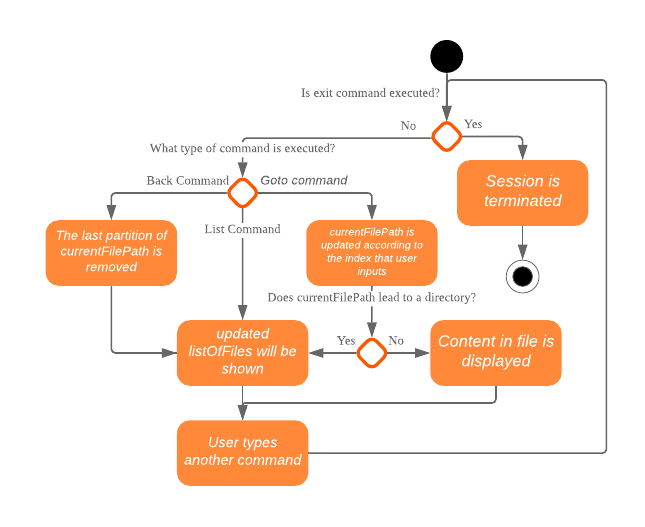 Is exit command executed?
No
Yes
What type of command is executed?
Back Command
Goto command
Session is
terminated
List Command
The last partition of
currentFilePath is
removed
currentFilePath is
updated according to
the index that user
inputs
Does currentFilePath lead to a directory?
Yes
No
updated
listOfFiles will be
shown
Content in file is
displayed
User types
another command